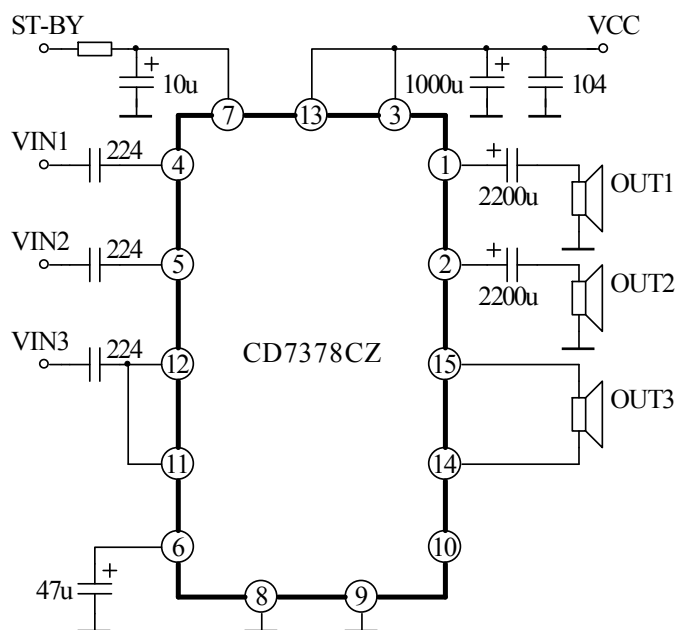 ST-BY
VCC
10u
1000u
104
7
13
3
VIN1
224
4
1
2200u
OUT1
VIN2
224
5
2
2200u
OUT2
VIN3
224
12
CD7378CZ
15
OUT3
11
14
6
10
47u
8
9